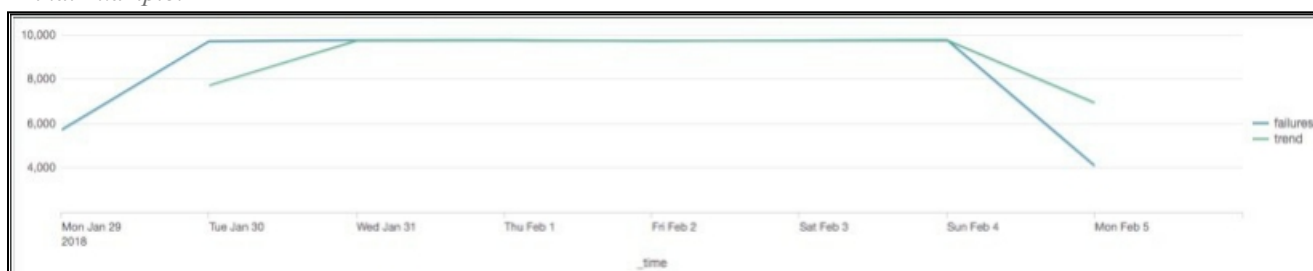 10,000
8,000
6,000
4,000
failures
trend
Mon Jan 29
2018
Tue Jan 30
Wed Jan 31
Thu Feb 1
Fri Feb 2
Sat Feb 3
Sun Feb 4
Mon Feb 5
_time